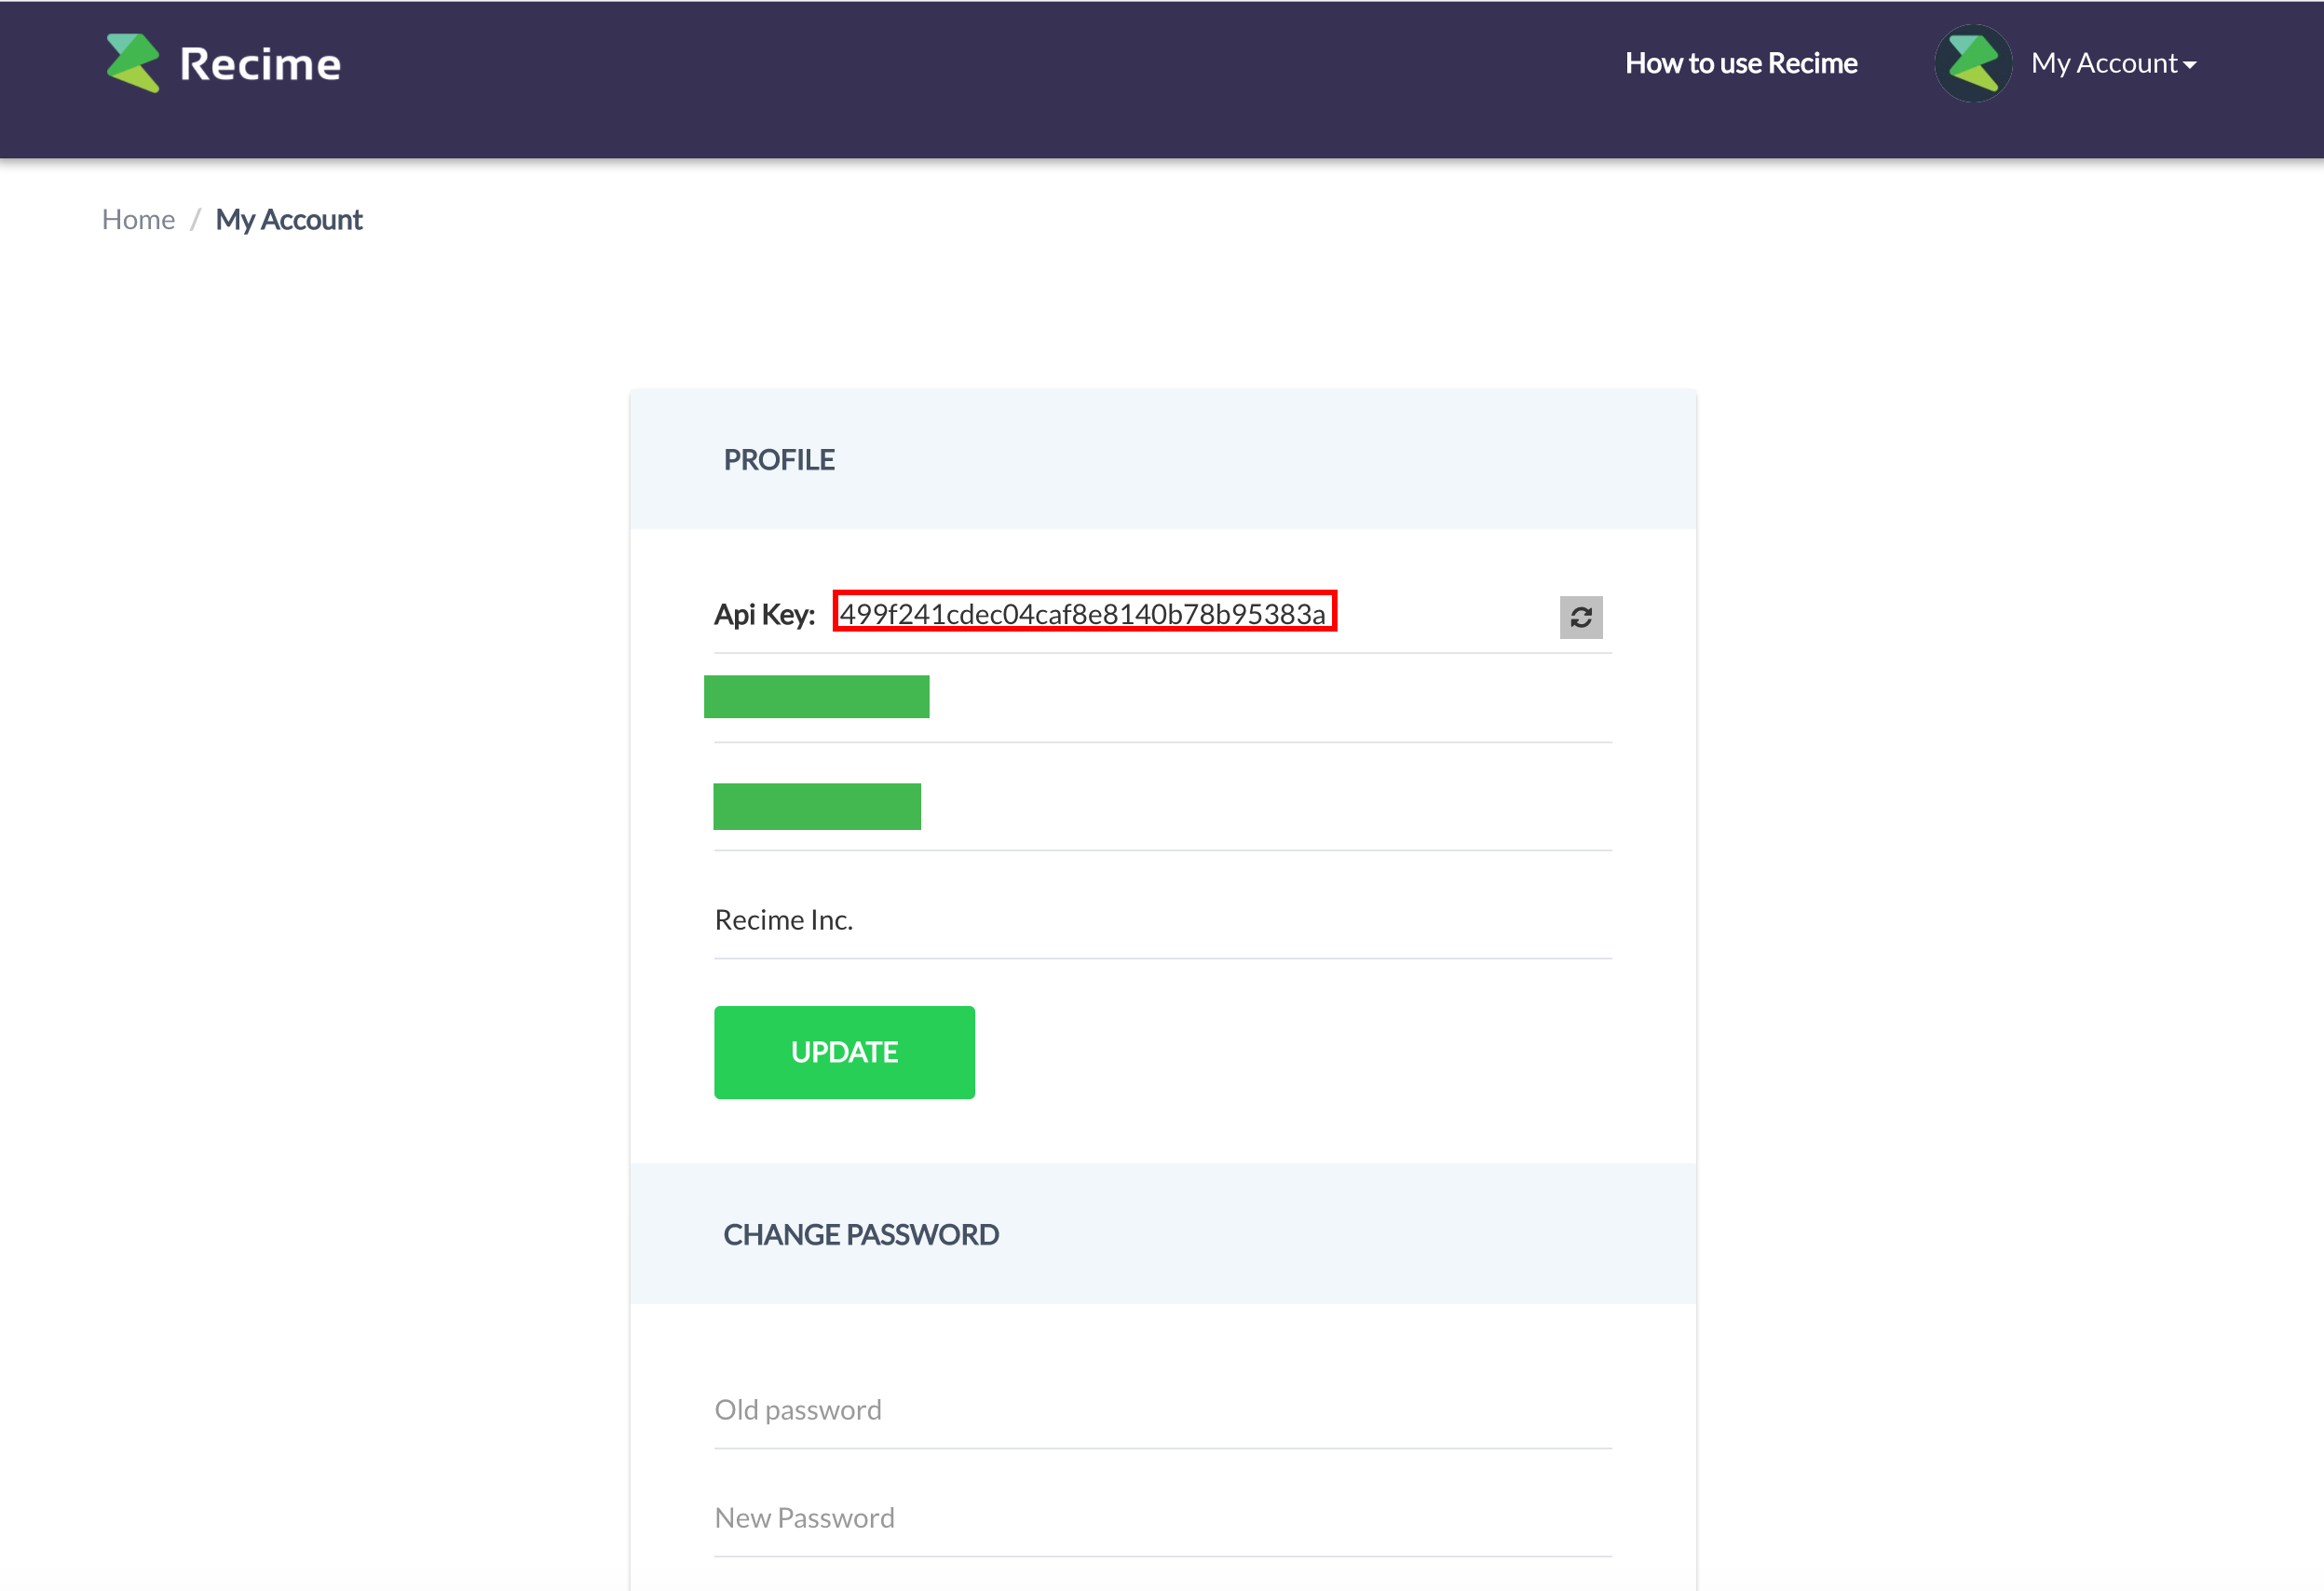 Recime
How to use Recime
My Account
Home / My Account
PROFILE
Api Key: 499f241cdec04caf8e8140b78b95383a
Recime Inc.
UPDATE
CHANGE PASSWORD
Old password
New Password